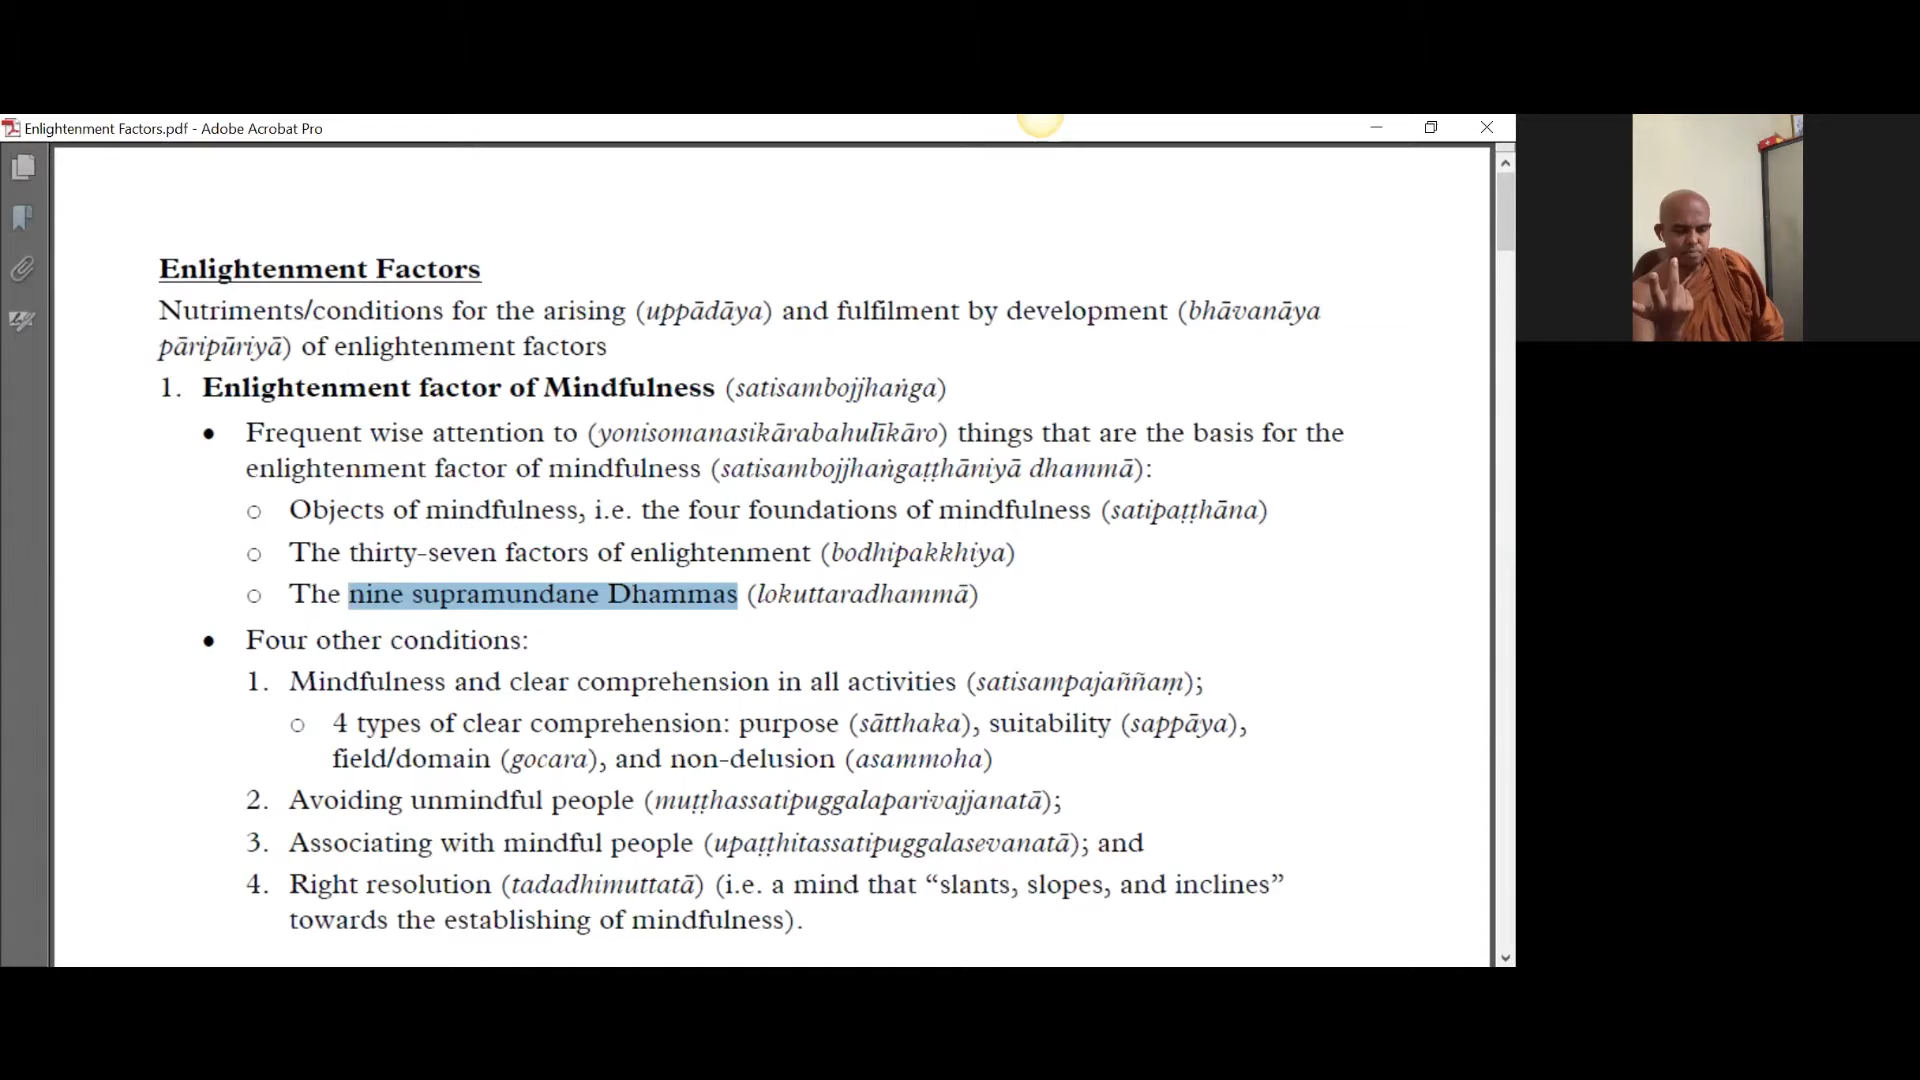 Enlightenment Factors.pdf - Adobe Acrobat Pro
Enlightenment Factors
Nutriments/conditions for the arising (uppādāya) and fulfilment by development (bhāvanāya
pāripūriyā) of enlightenment factors
1. Enlightenment factor of Mindfulness (satisambojjhaṅga)
• Frequent wise attention to (yonisomanasikārabahulīkāro) things that are the basis for the
enlightenment factor of mindfulness (satisambojjhaṅgaṭṭhāniyā dhammā):
○ Objects of mindfulness, i.e. the four foundations of mindfulness (satipaṭṭhāna)
○ The thirty-seven factors of enlightenment (bodhipakkhiya)
○ The nine supramundane Dhammas (lokuttaradhammā)
• Four other conditions:
1. Mindfulness and clear comprehension in all activities (satisampajaññaṃ);
○ 4 types of clear comprehension: purpose (sātthaka), suitability (sappāya),
field/domain (gocara), and non-delusion (asammoha)
2. Avoiding unmindful people (muṭṭhassatipuggalaparivajjanatā);
3. Associating with mindful people (upaṭṭhitassatipuggalasevanatā); and
4. Right resolution (tadadhimuttatā) (i.e. a mind that “slants, slopes, and inclines”
towards the establishing of mindfulness).